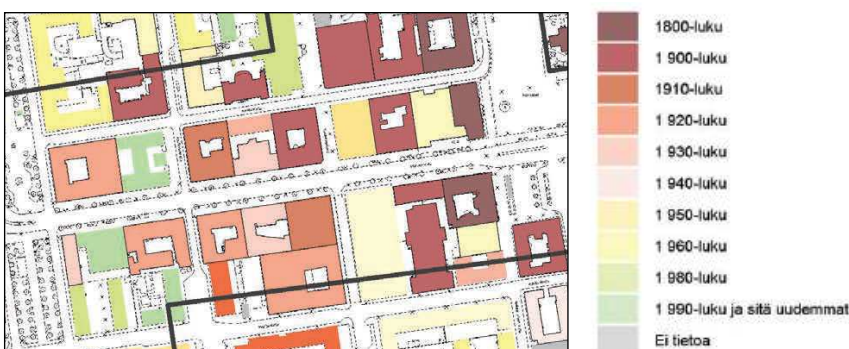 1800-luku
1 900-luku
1910-luku
1 920-luku
1 930-luku
1 940-luku
1 950-luku
1 960-luku
1 980-luku
1 990-luku ja sitä uudemmat
Ei tietoa